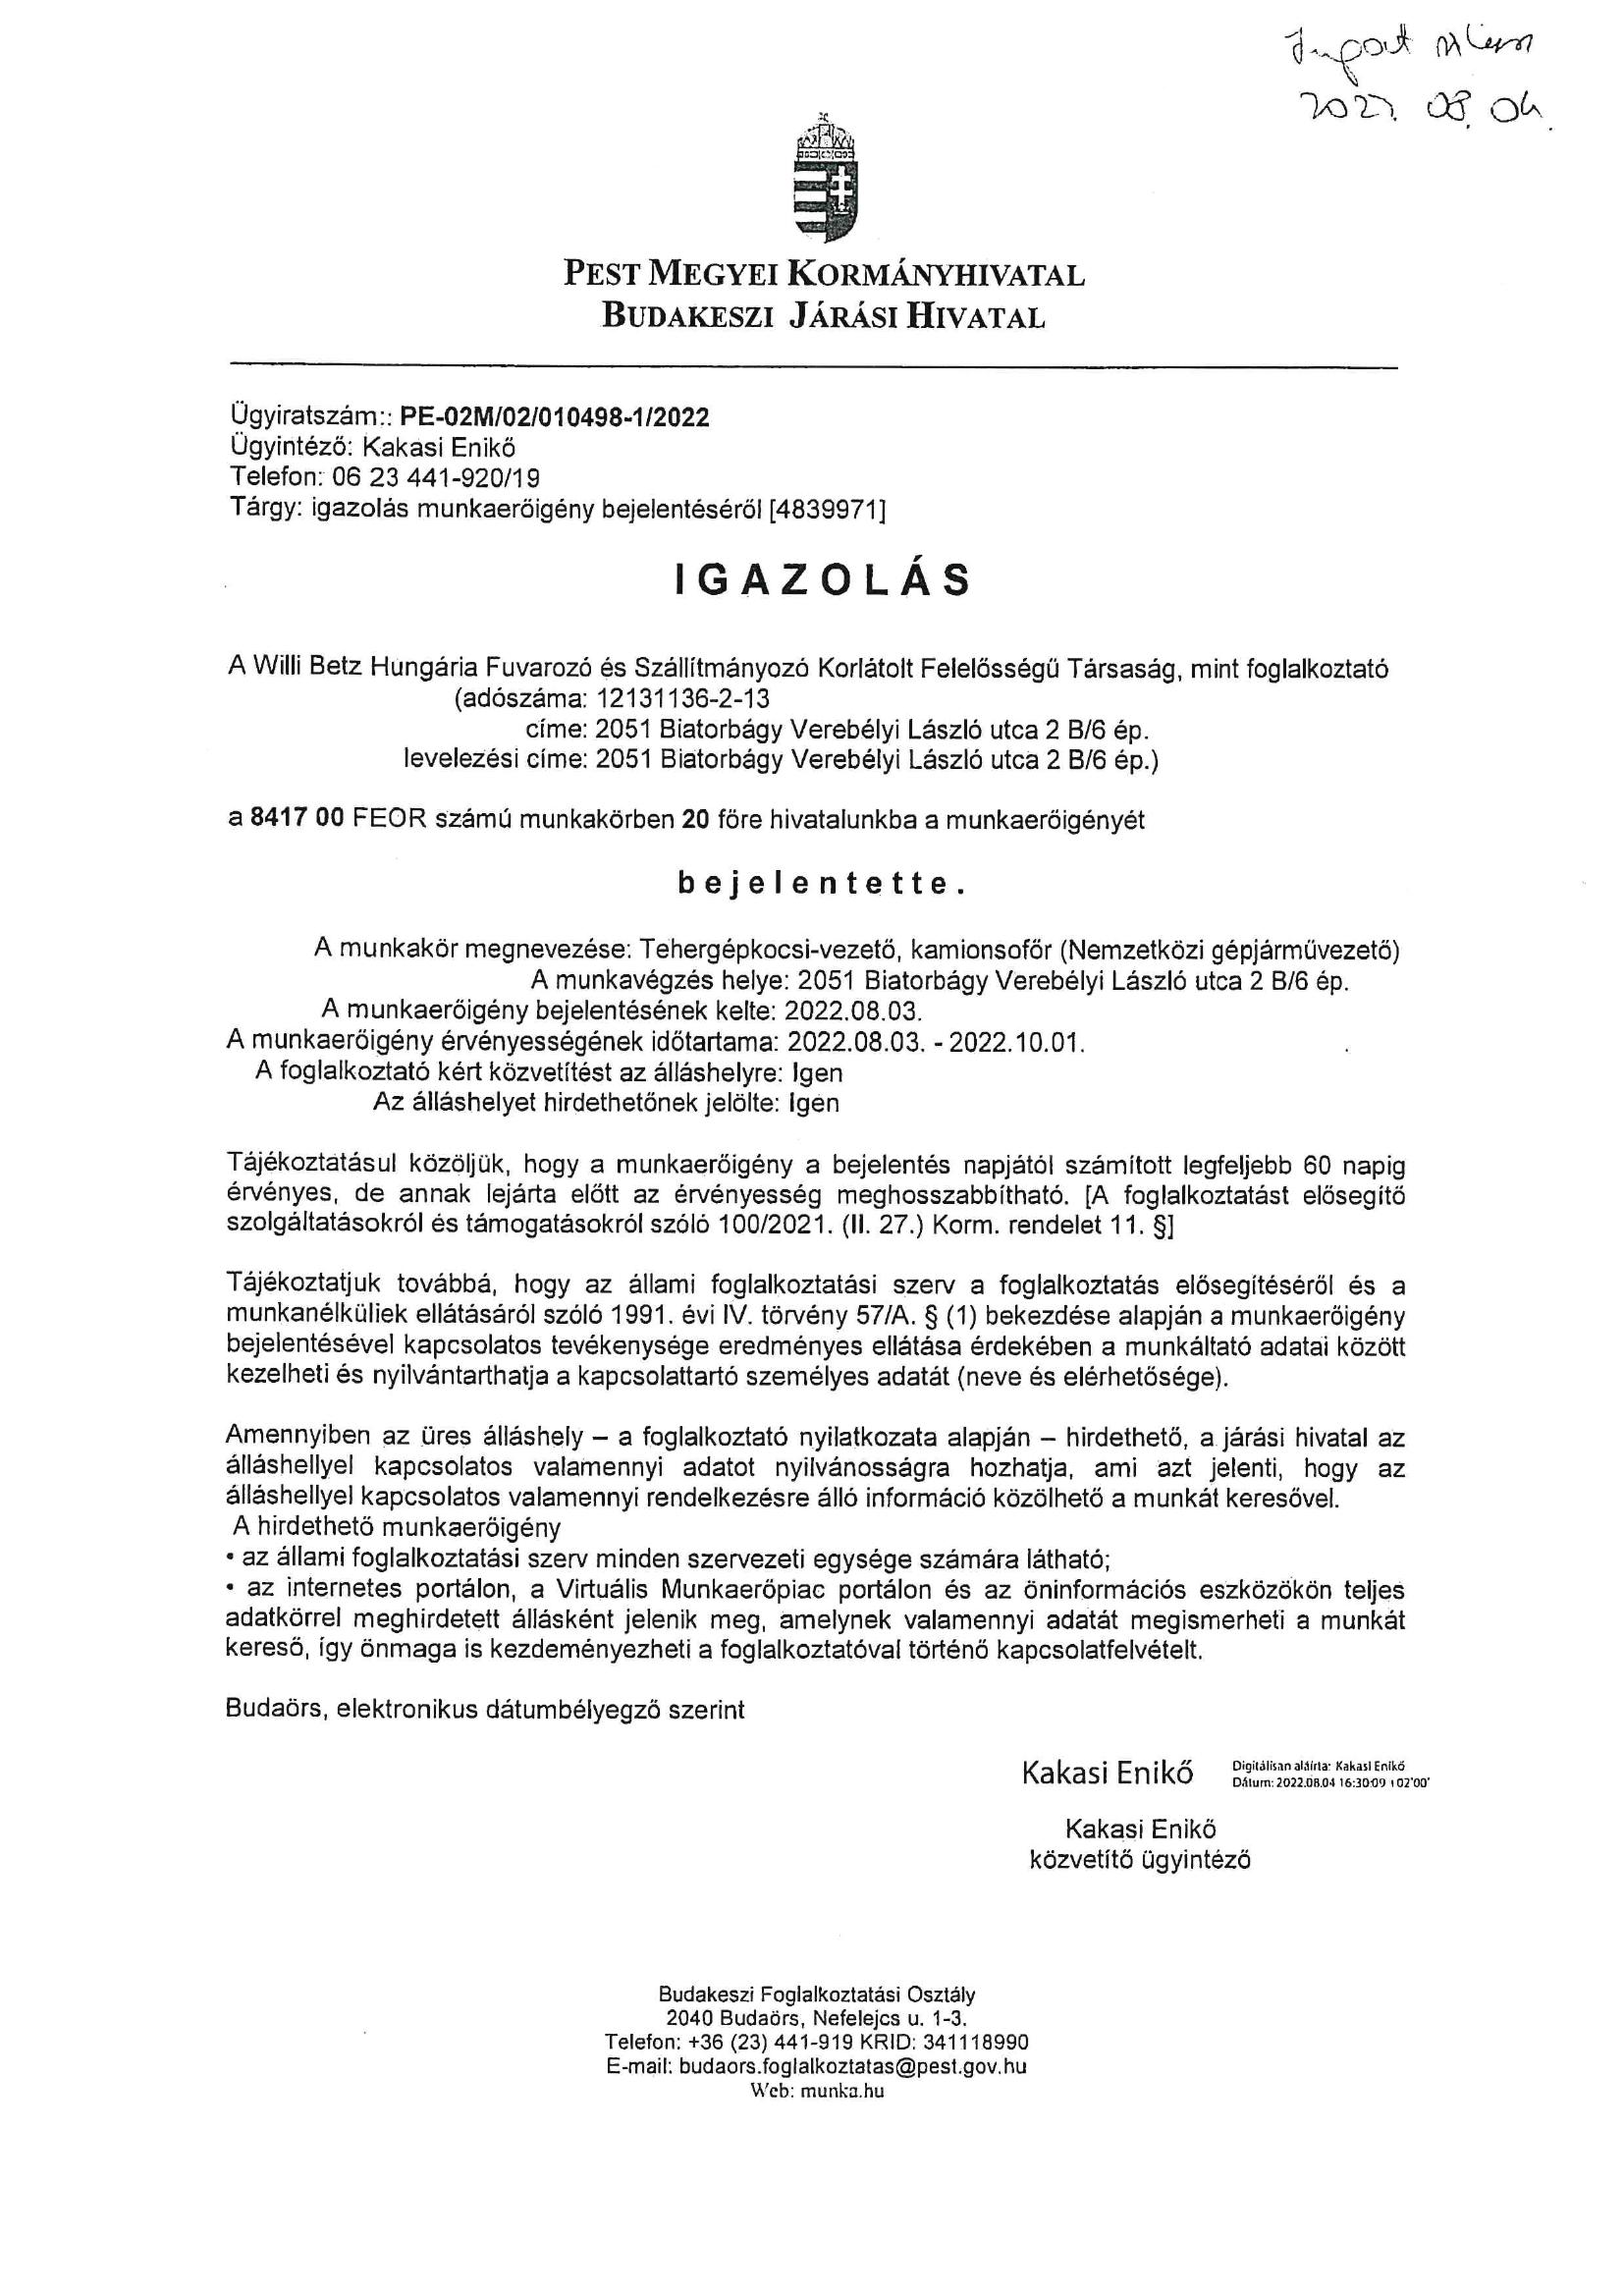 2022. 08. 04.
PEST MEGYEI KORMÁNYHIVATAL
BUDAKESZI JÁRÁSI HIVATAL
Ügyiratszám:: PE-02M/02/010498-1/2022
Ügyintéző: Kakasi Enikő
Telefon: 06 23 441-920/19
Tárgy: igazolás munkaerőigény bejelentéséről [4839971]
IGAZOLÁS
A Willi Betz Hungária Fuvarozó és Szállítmányozó Korlátolt Felelősségű Társaság, mint foglalkoztató
(adószáma: 12131136-2-13
címe: 2051 Biatorbágy Verebélyi László utca 2 B/6 ép.
levelezési címe: 2051 Biatorbágy Verebélyi László utca 2 B/6 ép.)
a 8417 00 FEOR számú munkakörben 20 főre hivatalunkba a munkaerőigényét
bejelentette.
A munkakör megnevezése: Tehergépkocsi-vezető, kamionsofőr (Nemzetközi gépjárművezető)
A munkavégzés helye: 2051 Biatorbágy Verebélyi László utca 2 B/6 ép.
A munkaerőigény bejelentésének kelte: 2022.08.03.
A munkaerőigény érvényességének időtartama: 2022.08.03. - 2022.10.01.
A foglalkoztató kért közvetítést az álláshelyre: Igen
Az álláshelyet hirdethetőnek jelölte: Igen
Tájékoztatásul közöljük, hogy a munkaerőigény a bejelentés napjától számított legfeljebb 60 napig
érvényes, de annak lejárta előtt az érvényesség meghosszabbítható. [A foglalkoztatást elősegítő
szolgáltatásokról és támogatásokról szóló 100/2021. (II. 27.) Korm. rendelet 11. §]
Tájékoztatjuk továbbá, hogy az állami foglalkoztatási szerv a foglalkoztatás elősegítéséről és a
munkanélküliek ellátásáról szóló 1991. évi IV. törvény 57/A. § (1) bekezdése alapján a munkaerőigény
bejelentésével kapcsolatos tevékenysége eredményes ellátása érdekében a munkáltató adatai között
kezelheti és nyilvántarthatja a kapcsolattartó személyes adatát (neve és elérhetősége).
Amennyiben az üres álláshely – a foglalkoztató nyilatkozata alapján – hirdethető, a járási hivatal az
álláshellyel kapcsolatos valamennyi adatot nyilvánosságra hozhatja, ami azt jelenti, hogy az
álláshellyel kapcsolatos valamennyi rendelkezésre álló információ közölhető a munkát keresővel.
A hirdethető munkaerőigény
• az állami foglalkoztatási szerv minden szervezeti egysége számára látható;
• az internetes portálon, a Virtuális Munkaerőpiac portálon és az öninformációs eszközökön teljes
adatkörrel meghirdetett állásként jelenik meg, amelynek valamennyi adatát megismerheti a munkát
kereső, így önmaga is kezdeményezheti a foglalkoztatóval történő kapcsolatfelvételt.
Budaörs, elektronikus dátumbélyegző szerint
Kakasi Enikő
Digitálisan aláírta: Kakasi Enikő
Dátum: 2022.08.04 16:30:09 +02'00'
Kakasi Enikő
közvetítő ügyintéző
Budakeszi Foglalkoztatási Osztály
2040 Budaörs, Nefelejcs u. 1-3.
Telefon: +36 (23) 441-919 KRID: 341118990
E-mail: budaors.foglalkoztatas@pest.gov.hu
Web: munka.hu